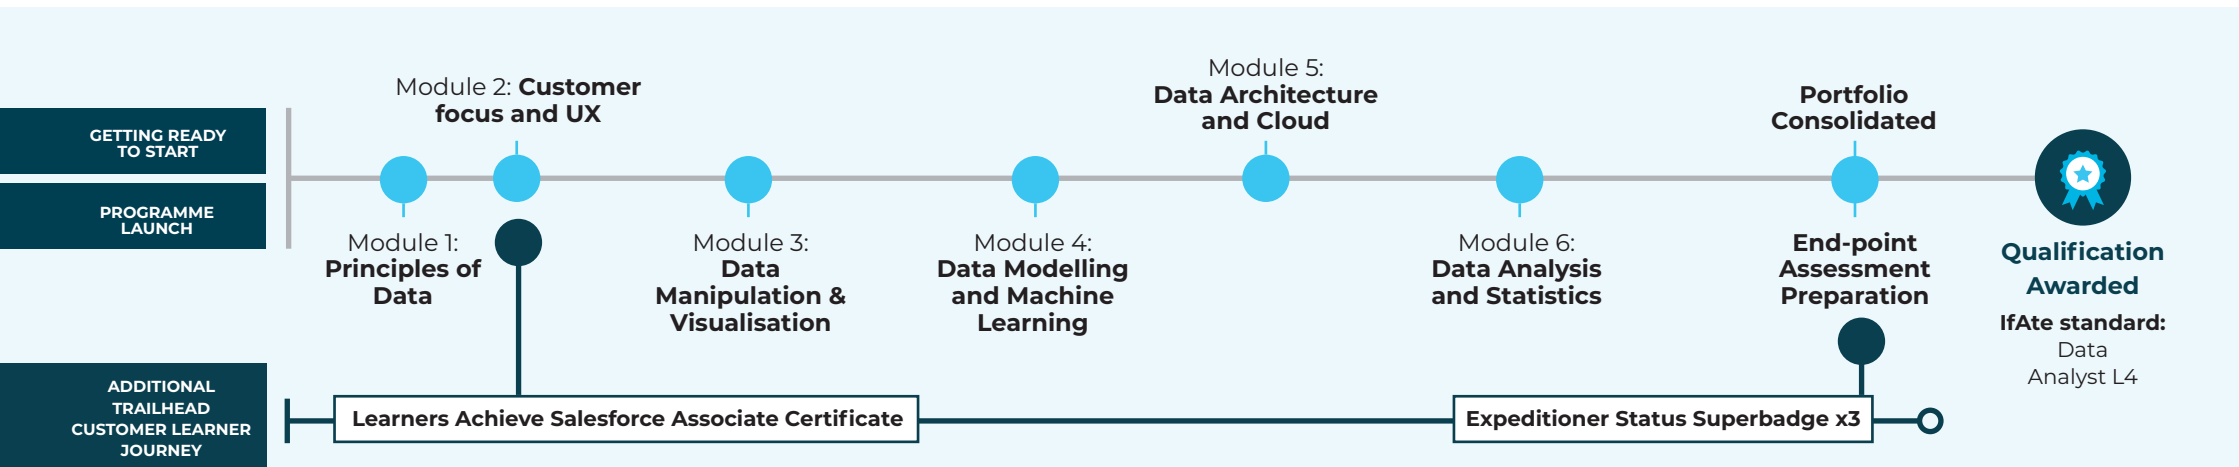 GETTING READY
TO START
PROGRAMME
LAUNCH
Module 1:
Principles of
Data
Module 2: Customer
focus and UX
Module 3:
Data
Manipulation &
Visualisation
Module 4:
Data Modelling
and Machine
Learning
Module 5:
Data Architecture
and Cloud
Module 6:
Data Analysis
and Statistics
Portfolio
Consolidated
End-point
Assessment
Preparation
Qualification
Awarded
IfAte standard:
Data
Analyst L4
ADDITIONAL
TRAILHEAD
CUSTOMER LEARNER
JOURNEY
Learners Achieve Salesforce Associate Certificate
Expeditioner Status Superbadge x3